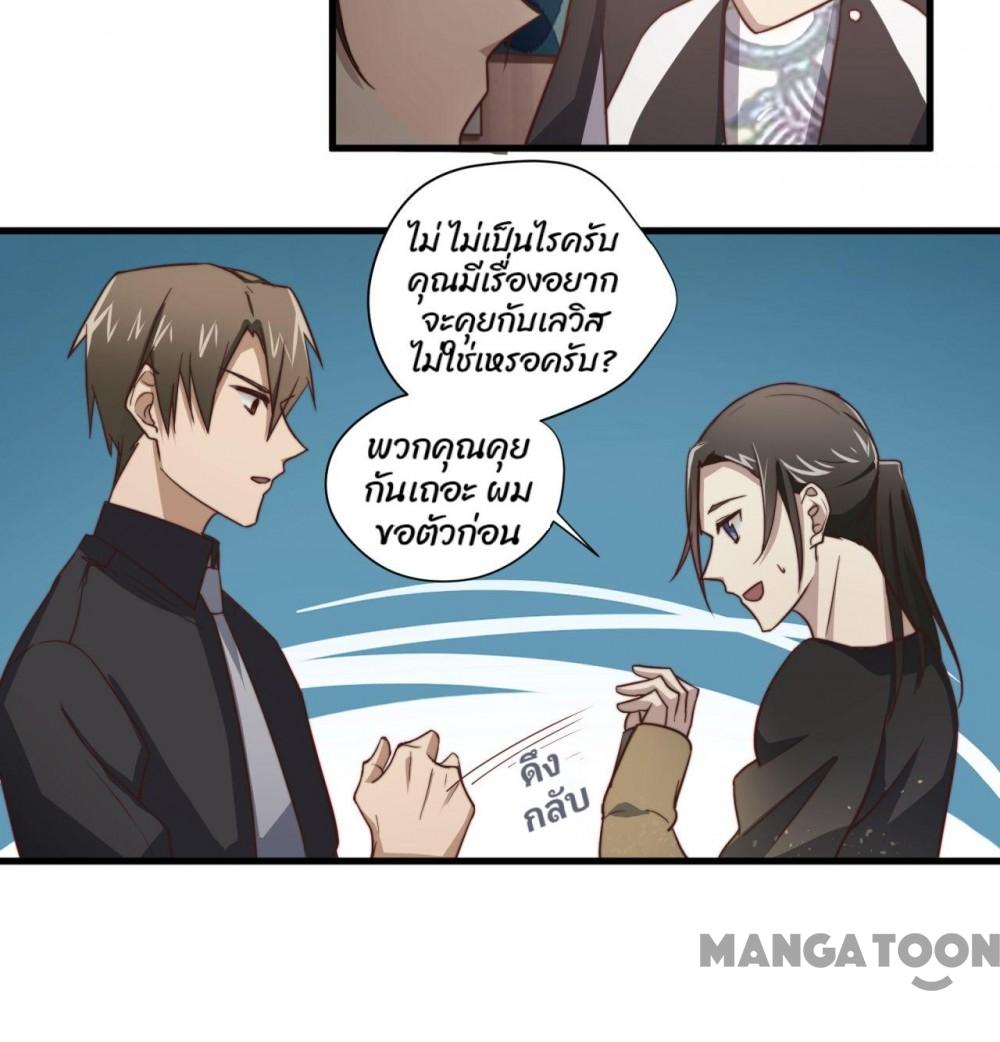 ไม่ ไม่เป็นไรครับ
คุณมีเรื่องอยาก
จะคุยกับเลวิส
ไม่ใช่เหรอครับ?
พวกคุณคุย
กันเถอะ ผม
ขอตัวก่อน
ดึง
กลับ
MANGA TOON